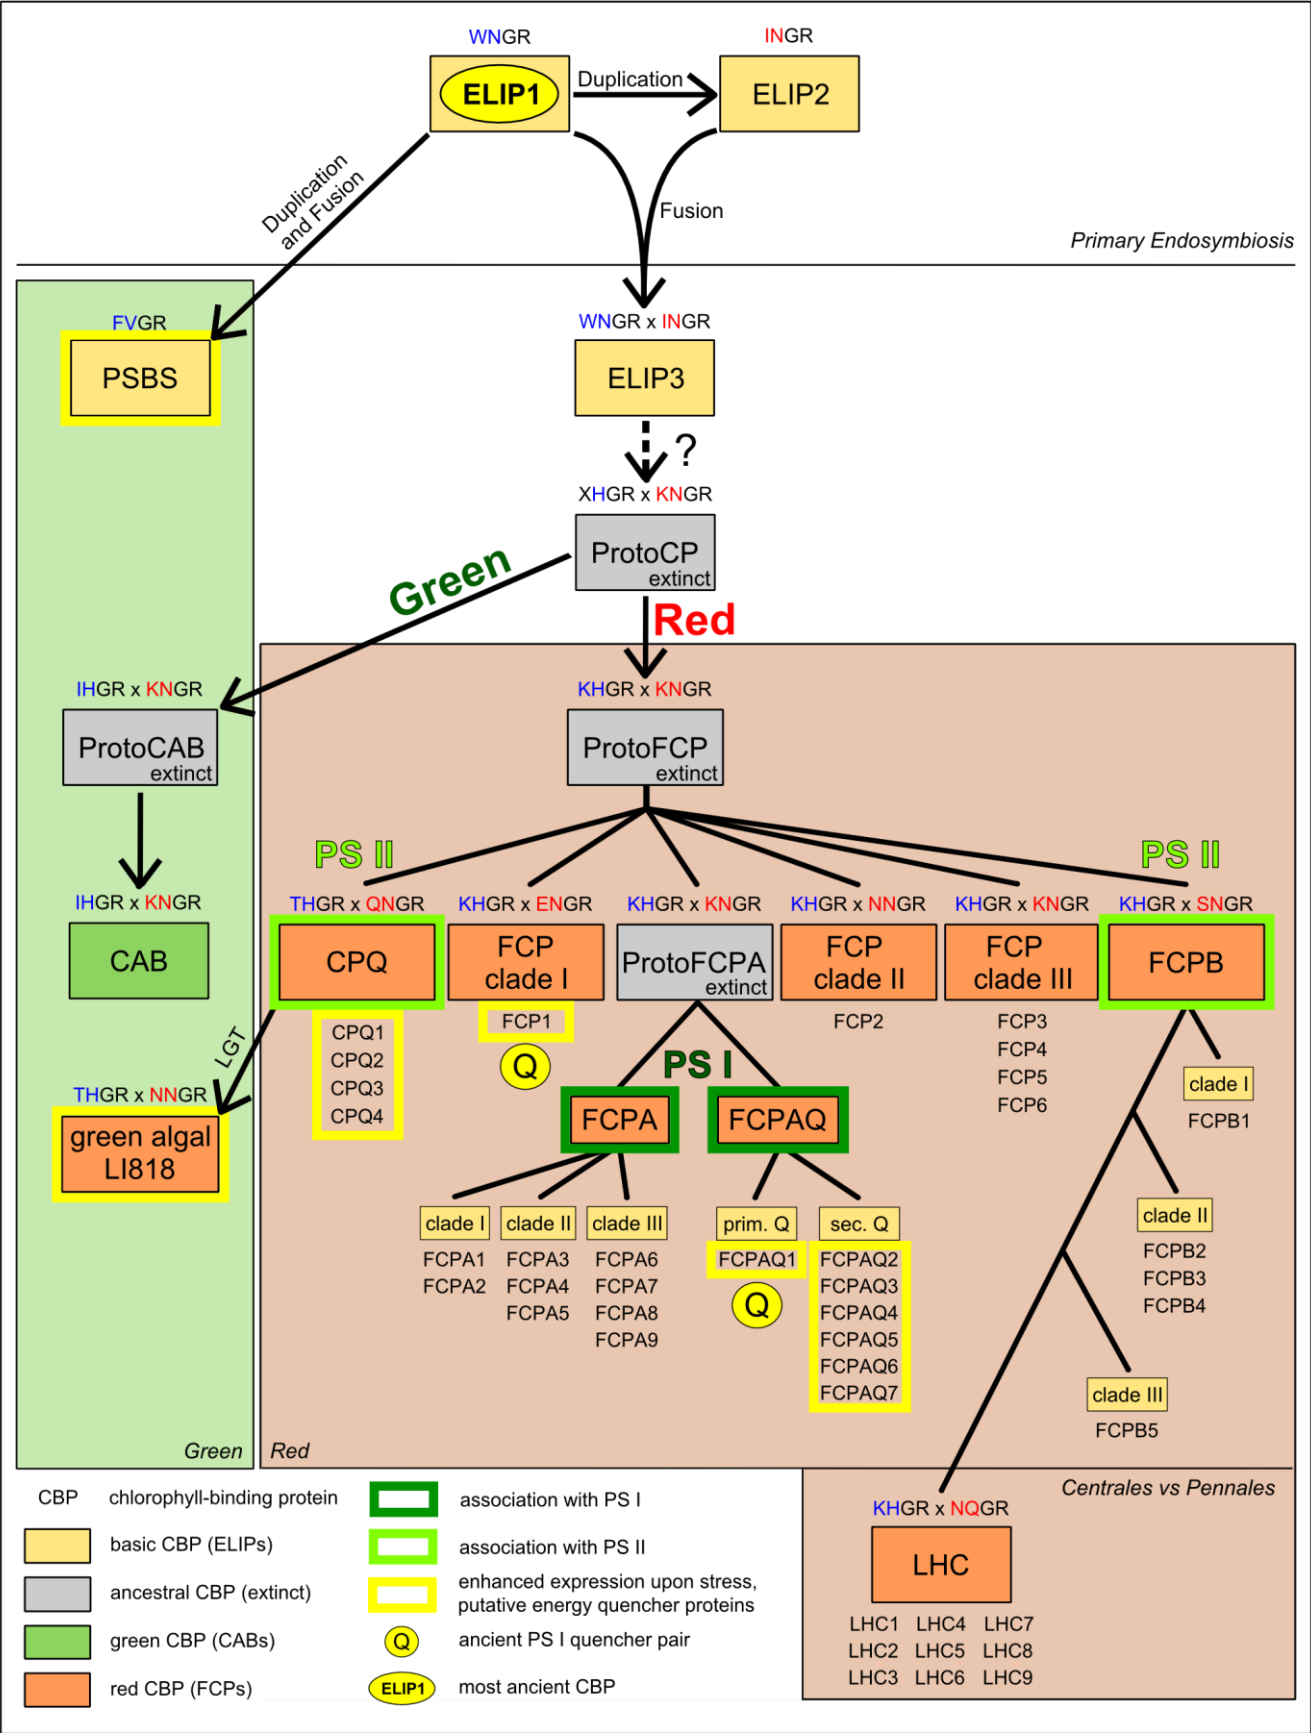 WNGR
INGR
ELIP1
Duplication
ELIP2
Duplication
and Fusion
Fusion
Primary Endosymbiosis
FVGR
PSBS
WNGR x INGR
ELIP3
?
XHGR x KNGR
ProtoCP
extinct
Green
Red
IHGR x KNGR
ProtoCAB
extinct
KHGR x KNGR
ProtoFCP
extinct
PS II
PS II
IHGR x KNGR
CAB
THGR x QNGR
CPQ
KHGR x ENGR
FCP
clade I
KHGR x KNGR
ProtoFCPA
extinct
KHGR x NNGR
FCP
clade II
KHGR x KNGR
FCP
clade III
KHGR x SNGR
FCPB
CPQ1
CPQ2
CPQ3
CPQ4
FCP1
Q
FCP2
FCP3
FCP4
FCP5
FCP6
LGT
THGR x NNGR
green algal
LI818
PS I
FCPA
FCPAQ
clade I
FCPB1
clade I
FCPA1
FCPA2
clade II
FCPA3
FCPA4
FCPA5
clade III
FCPA6
FCPA7
FCPA8
FCPA9
prim. Q
FCPAQ1
Q
sec. Q
FCPAQ2
FCPAQ3
FCPAQ4
FCPAQ5
FCPAQ6
FCPAQ7
clade II
FCPB2
FCPB3
FCPB4
clade III
FCPB5
Green
Red
Centrales vs Pennales
KHGR x NQGR
LHC
LHC1 LHC4 LHC7
LHC2 LHC5 LHC8
LHC3 LHC6 LHC9
CBP chlorophyll-binding protein
basic CBP (ELIPs)
ancestral CBP (extinct)
green CBP (CABs)
red CBP (FCPs)
association with PS I
association with PS II
enhanced expression upon stress,
putative energy quencher proteins
Q ancient PS I quencher pair
ELIP1 most ancient CBP